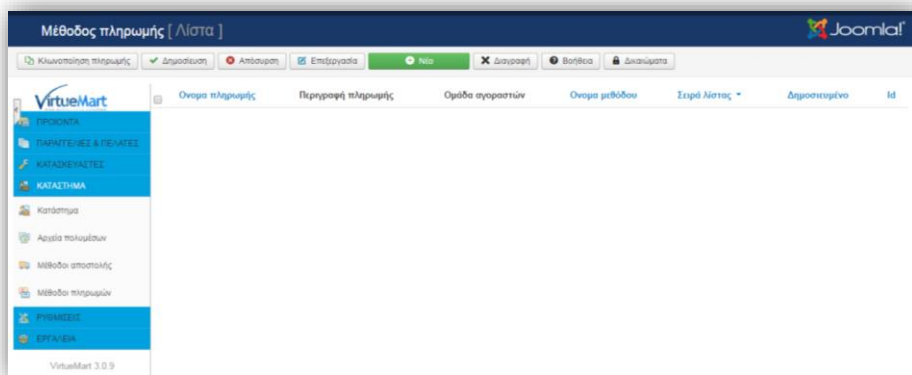 Μέθοδος πληρωμής [ Λίστα ]
Joomla!
Κλωνοποίηση πληρωμής Δημοσίευση Απόσυρση Επεξεργασία Νέο Διαγραφή Βοήθεια Δικαιώματα
VirtueMart
Ονομα πληρωμής Περιγραφή πληρωμής Ομάδα αγοραστών Ονομα μεθόδου Σειρά λίστας Δημοσιευμένο Id
ΠΡΟΙΟΝΤΑ
ΠΑΡΑΓΓΕΛΙΕΣ & ΠΕΛΑΤΕΣ
ΚΑΤΑΣΚΕΥΑΣΤΕΣ
ΚΑΤΑΣΤΗΜΑ
Κατάστημα
Αρχεία πολυμέσων
Μέθοδοι αποστολής
Μέθοδοι πληρωμών
ΡΥΘΜΙΣΕΙΣ
ΕΡΓΑΛΕΙΑ
VirtueMart 3.0.9